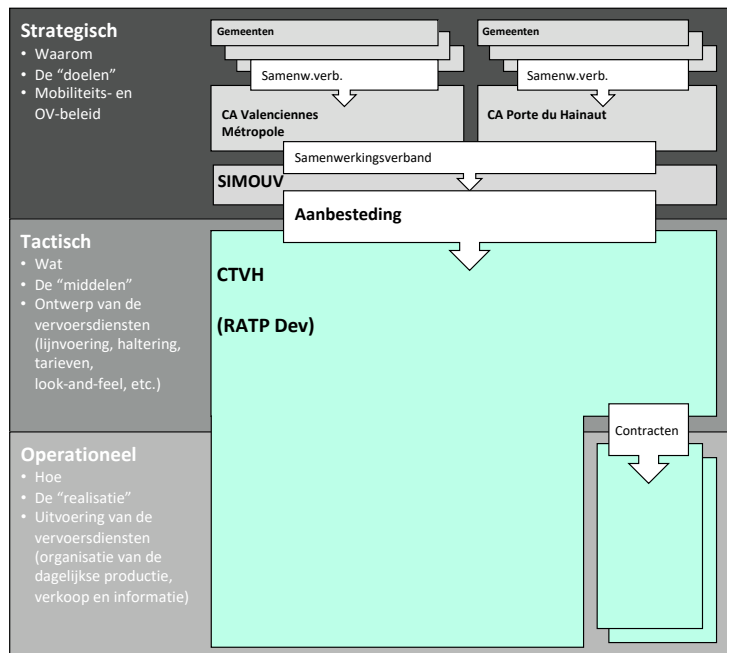 Strategisch
• Waarom
• De “doelen”
• Mobiliteits- en
OV-beleid
Gemeenten
Samenw.verb.
CA Valenciennes
Métropole
Gemeenten
Samenw.verb.
CA Porte du Hainaut
Samenwerkingsverband
SIMOUV
Aanbesteding
Tactisch
• Wat
• De “middelen”
• Ontwerp van de
vervoersdiensten
(lijnvoering, haltering,
tarieven,
look-and-feel, etc.)
CTVH
(RATP Dev)
Contracten
Operationeel
• Hoe
• De “realisatie”
• Uitvoering van de
vervoersdiensten
(organisatie van de
dagelijkse productie,
verkoop en informatie)